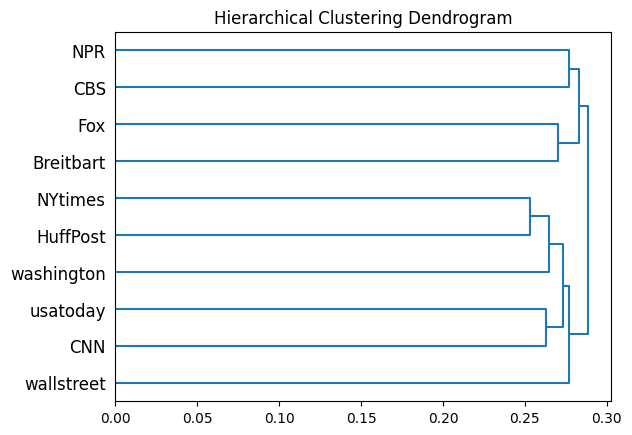 Hierarchical Clustering Dendrogram
NPR
CBS
Fox
Breitbart
NYtimes
HuffPost
washington
usatoday
CNN
wallstreet
0.00 0.05 0.10 0.15 0.20 0.25 0.30